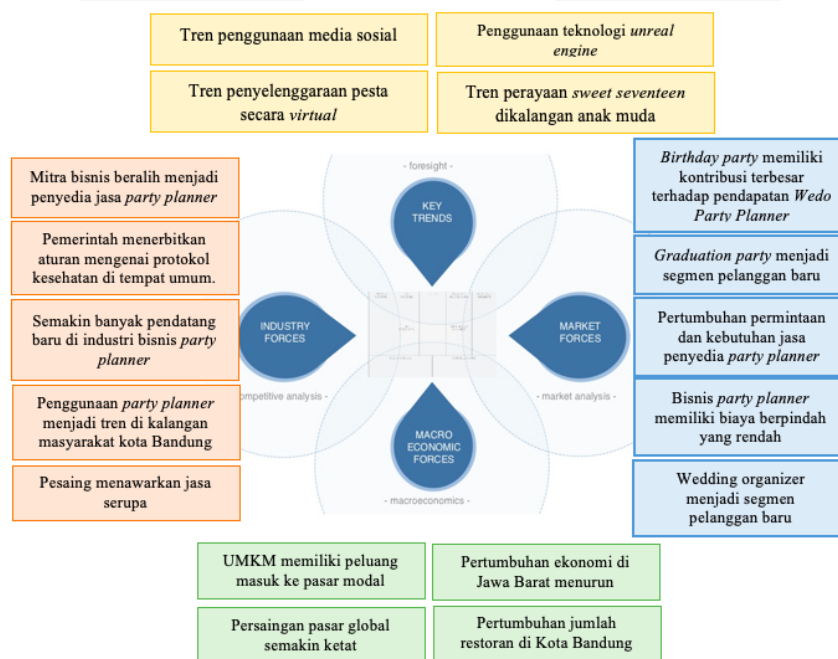 Tren penggunaan media sosial
Penggunaan teknologi unreal
engine
Tren penyelenggaraan pesta
secara virtual
Tren perayaan sweet seventeen
dikalangan anak muda
Mitra bisnis beralih menjadi
penyedia jasa party planner
Pemerintah menerbitkan
aturan mengenai protokol
kesehatan di tempat umum.
Semakin banyak pendatang
baru di industri bisnis party
planner
Penggunaan party planner
menjadi tren di kalangan
masyarakat kota Bandung
Pesaing menawarkan jasa
serupa
- foresight -
KEY
TRENDS
INDUSTRY
FORCES
MARKET
FORCES
ompetitive analysis -
- market analysis -
MACRO
ECONOMIC
FORCES
- macroeconomics -
Birthday party memiliki
kontribusi terbesar
terhadap pendapatan Wedo
Party Planner
Graduation party menjadi
segmen pelanggan baru
Pertumbuhan permintaan
dan kebutuhan jasa
penyedia party planner
Bisnis party planner
memiliki biaya berpindah
yang rendah
Wedding organizer
menjadi segmen
pelanggan baru
UMKM memiliki peluang
masuk ke pasar modal
Pertumbuhan ekonomi di
Jawa Barat menurun
Persaingan pasar global
semakin ketat
Pertumbuhan jumlah
restoran di Kota Bandung